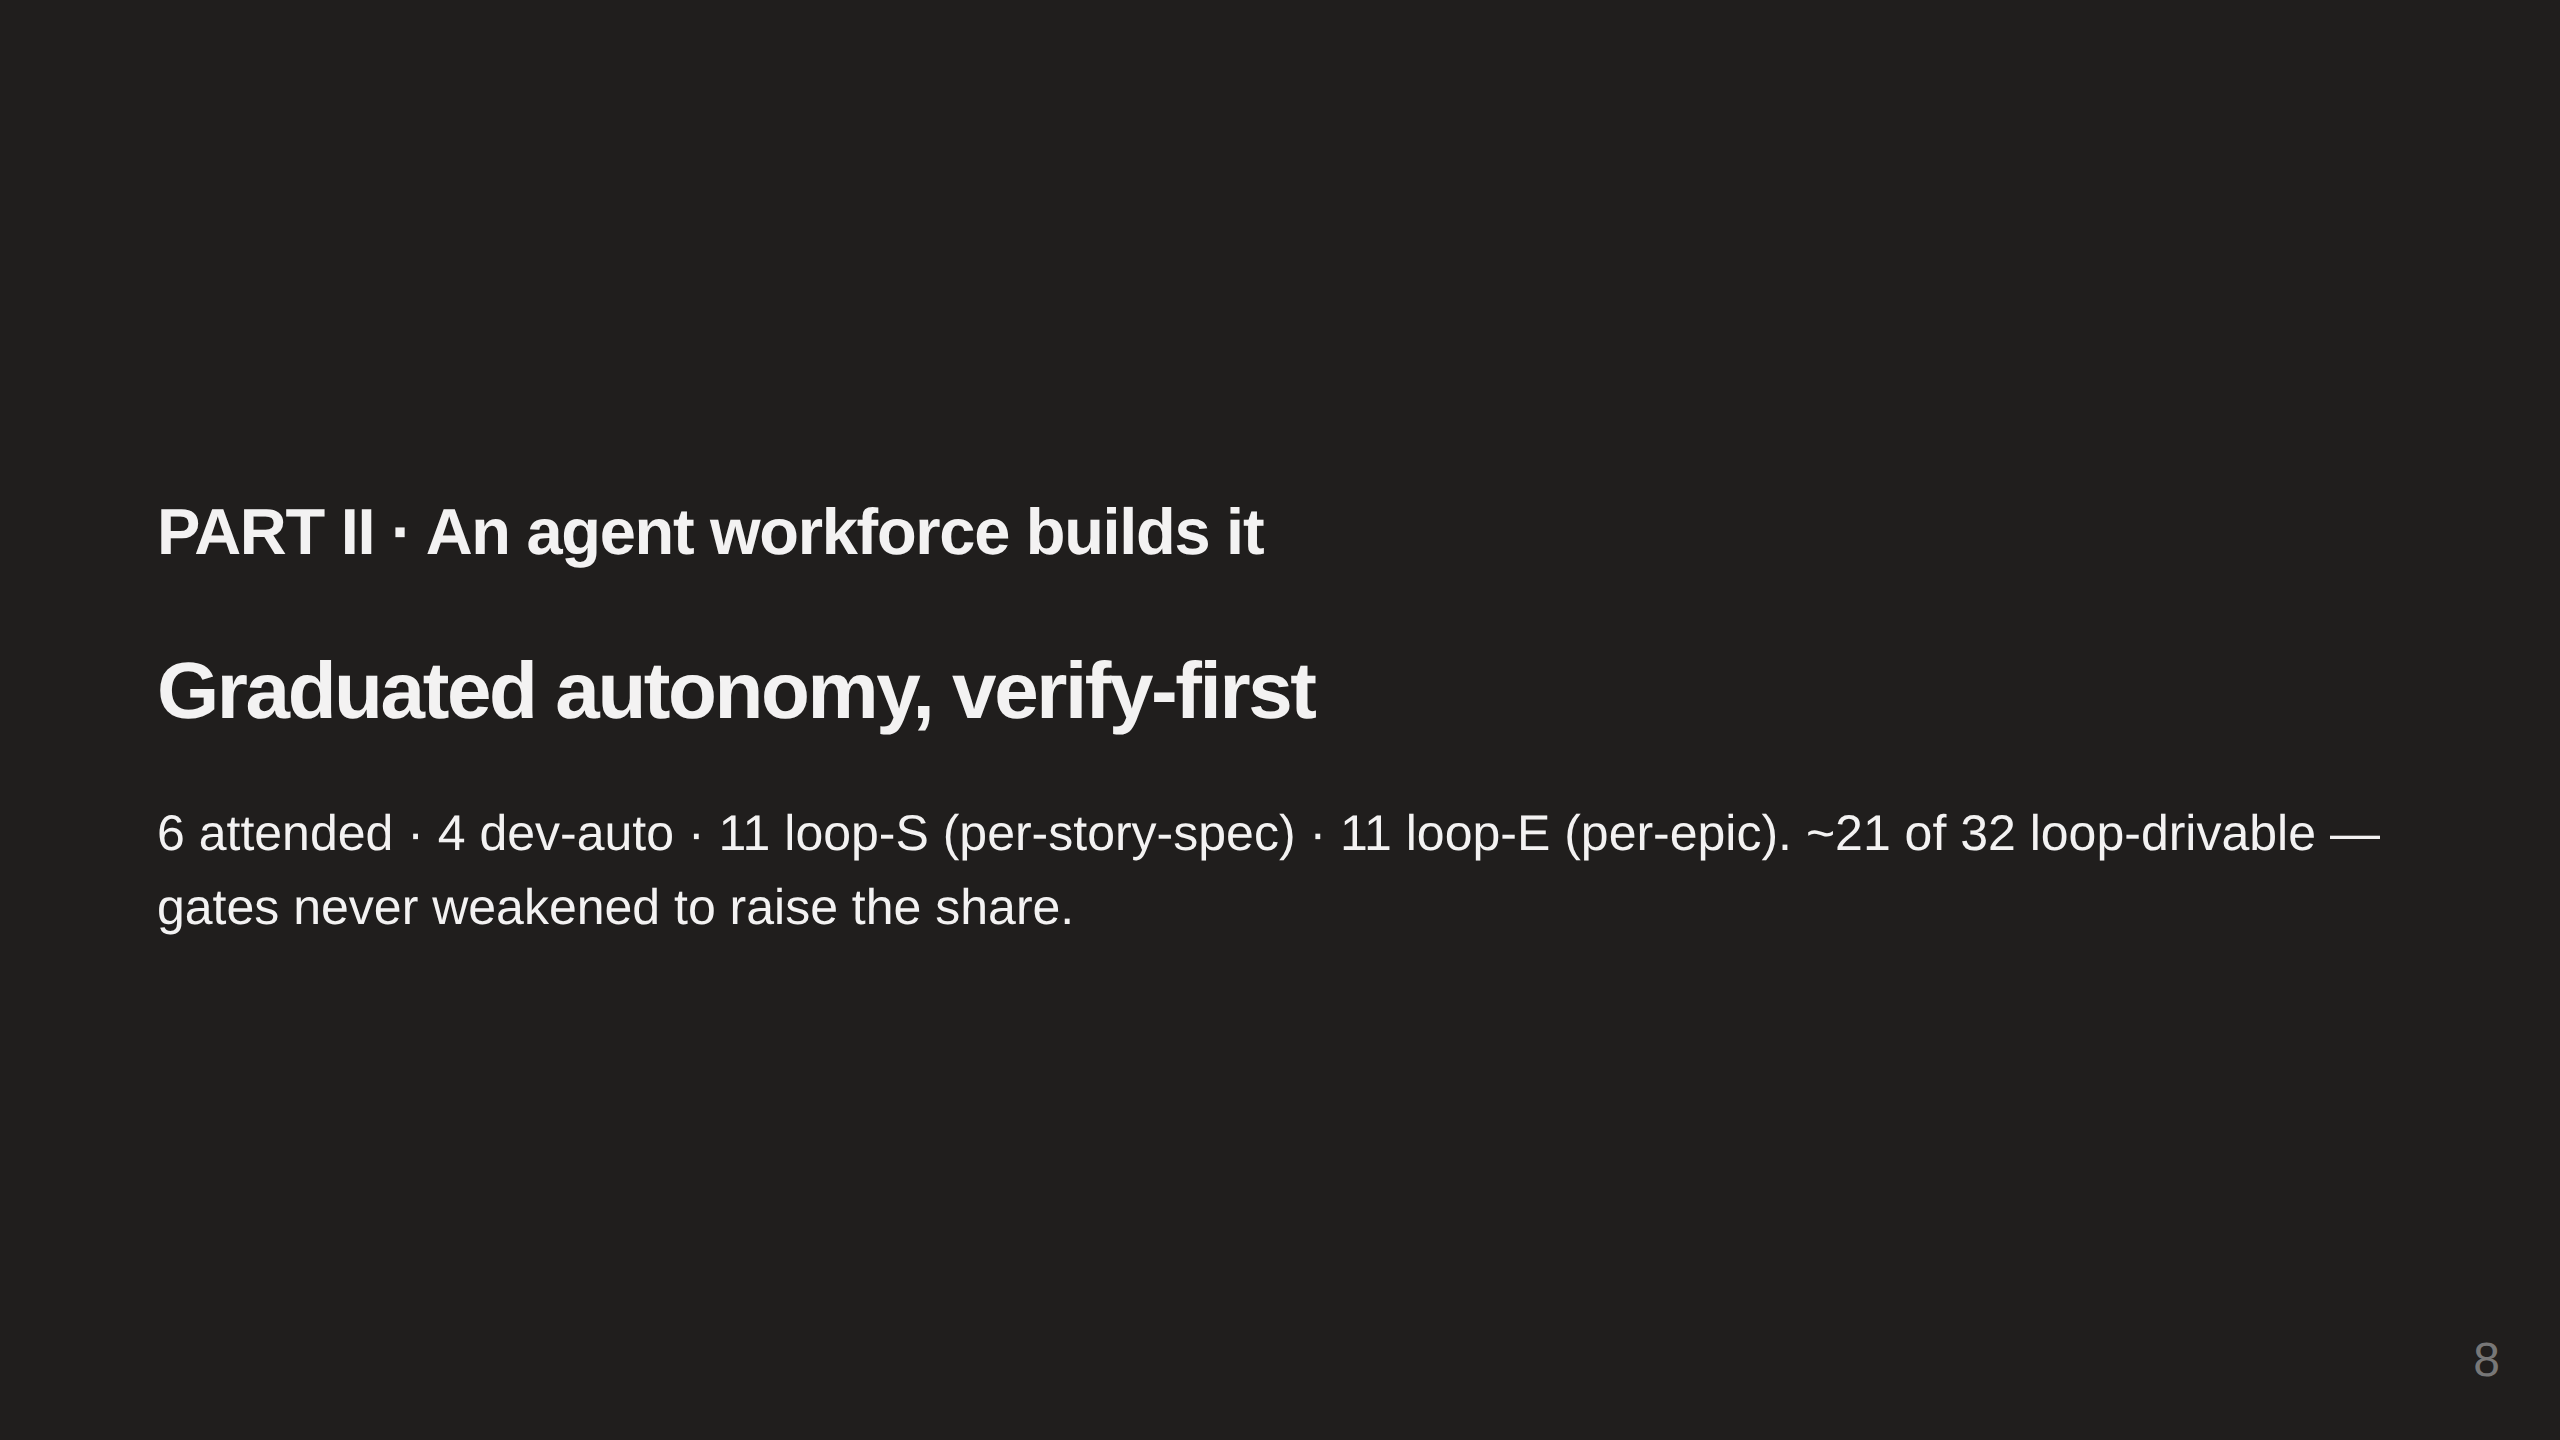 PART II · An agent workforce builds it
Graduated autonomy, verify-first
6 attended · 4 dev-auto · 11 loop-S (per-story-spec) · 11 loop-E (per-epic). ~21 of 32 loop-drivable —
gates never weakened to raise the share.
8